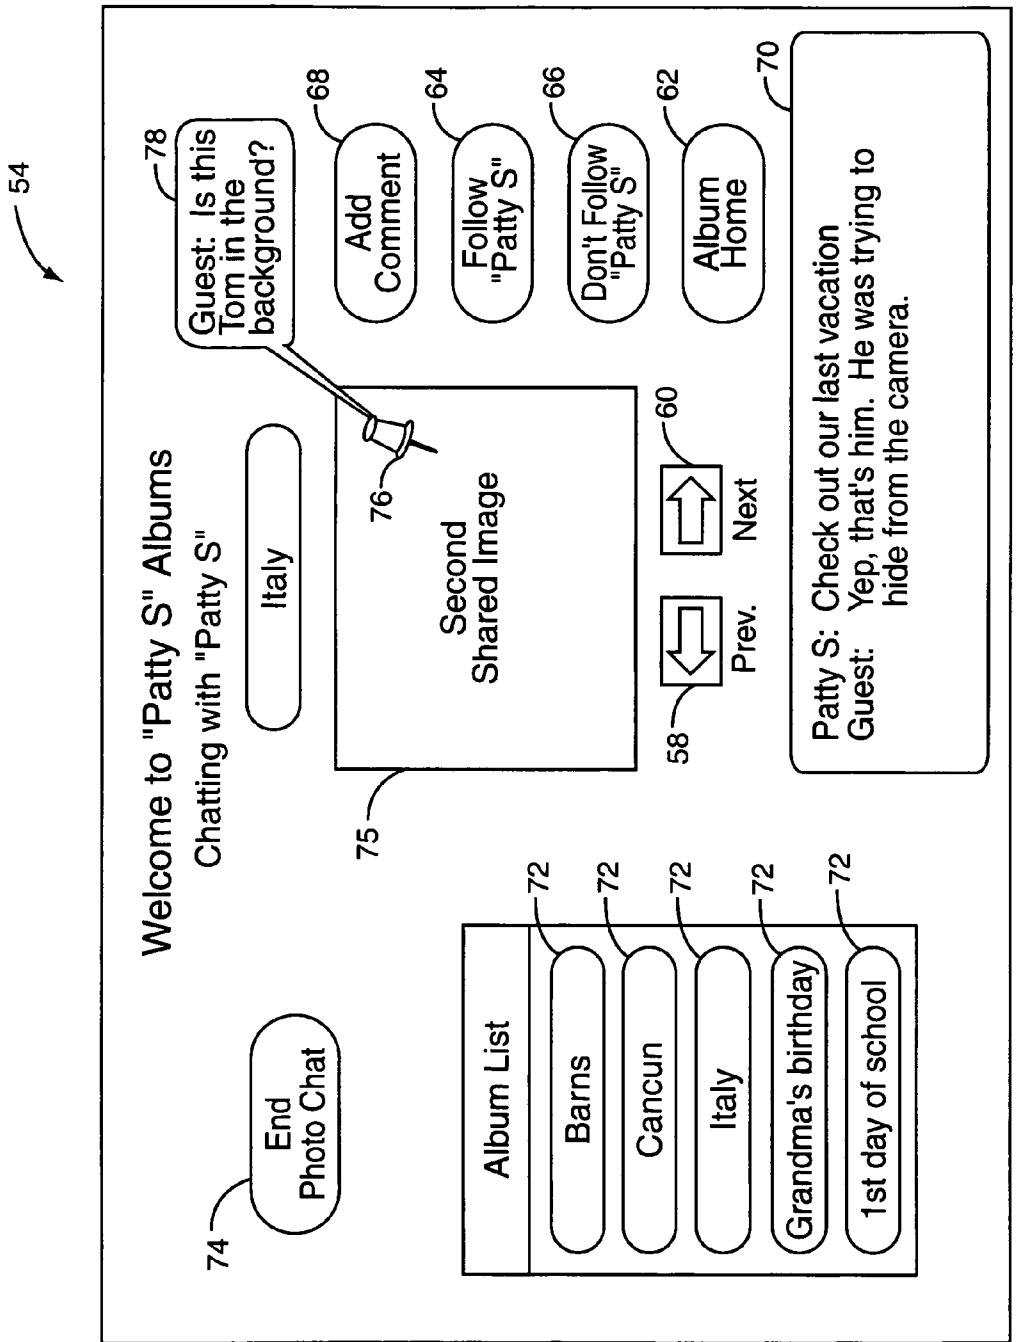 54
Welcome to "Patty S" Albums
Chatting with "Patty S"
74
End
Photo Chat
Italy
78
Guest: Is this
Tom in the
background?
75
Second
Shared Image
76
68
Add
Comment
64
Follow
"Patty S"
66
Don't Follow
"Patty S"
62
Album
Home
Album List
72
Barns
72
Cancun
72
Italy
72
Grandma's birthday
72
1st day of school
58
Prev.
60
Next
70
Patty S: Check out our last vacation
Guest: Yep, that's him. He was trying to
hide from the camera.